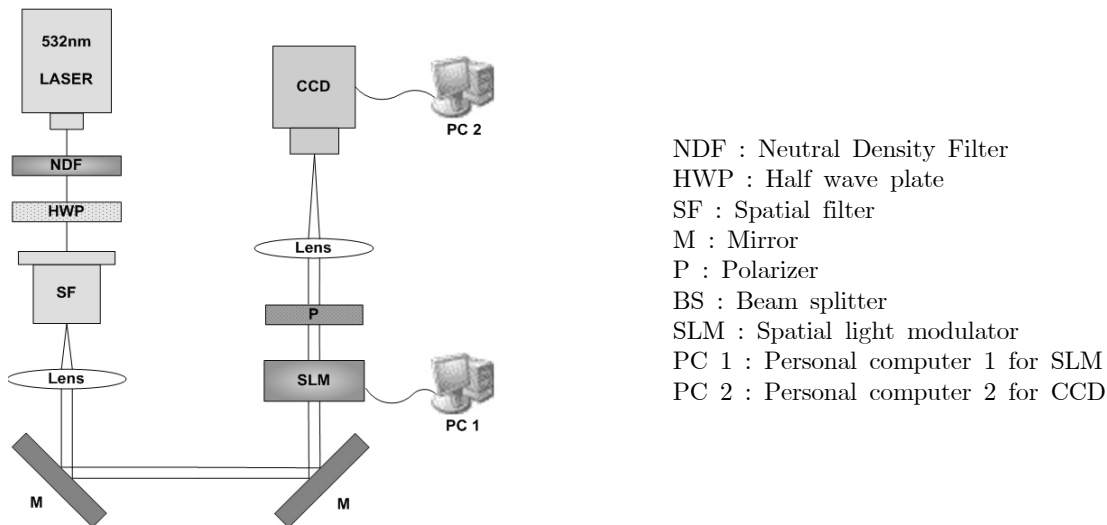 532nm
LASER
NDF
HWP
SF
Lens
M
M
SLM
PC 1
P
Lens
CCD
PC 2
NDF : Neutral Density Filter
HWP : Half wave plate
SF : Spatial filter
M : Mirror
P : Polarizer
BS : Beam splitter
SLM : Spatial light modulator
PC 1 : Personal computer 1 for SLM
PC 2 : Personal computer 2 for CCD